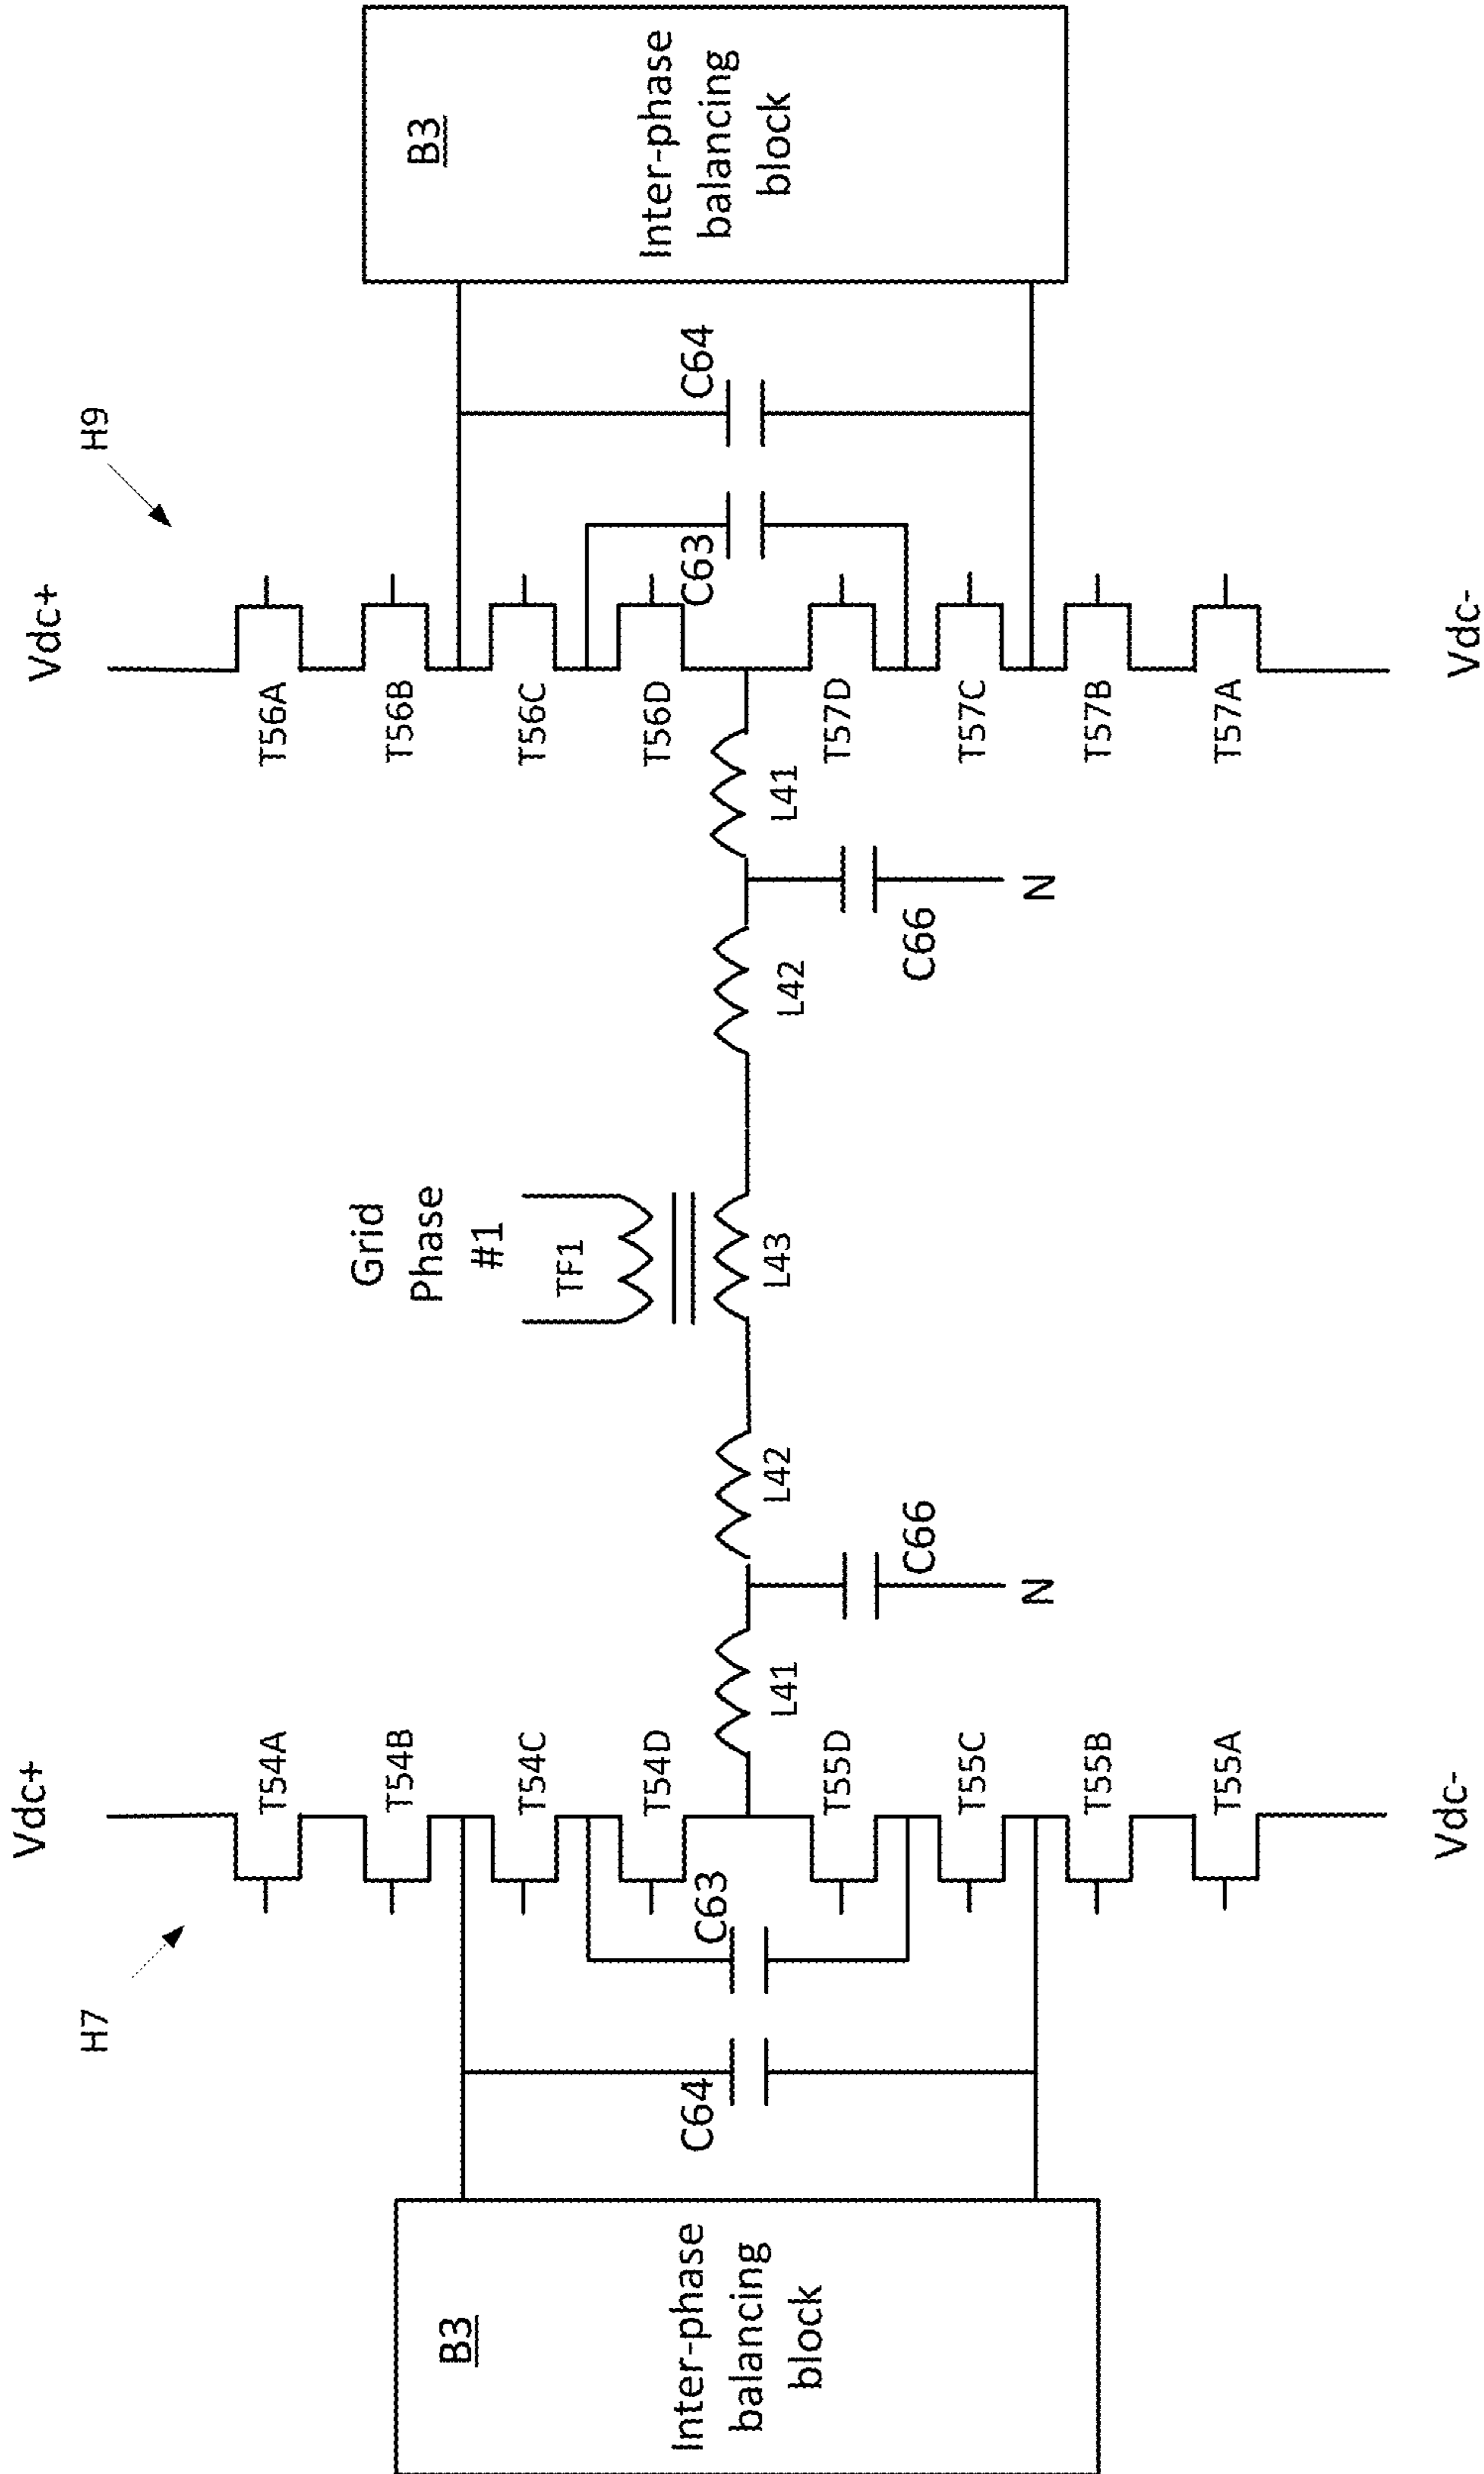 Vdc+
Vdc+
H7
H9
T54A
T56A
Grid
Phase
#1
T54B
T56B
B3
B3
T54C
T56C
TF1
T54D
T56D
Inter-phase
balancing
block
C64
C63
C63
C64
Inter-phase
balancing
block
L41
L42
L43
L42
L41
T55D
T57D
C66
C66
T55C
T57C
N
N
T55B
T57B
T55A
T57A
Vdc-
Vdc-